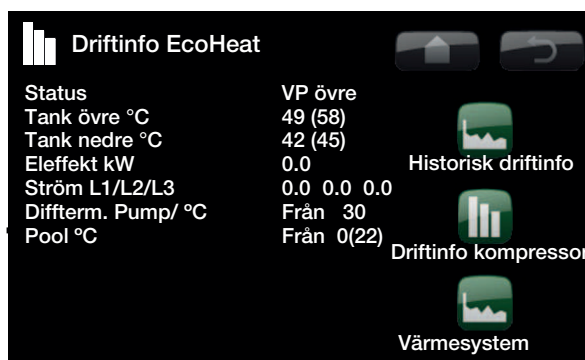 Driftinfo EcoHeat
Status VP övre
Tank övre °C 49 (58)
Tank nedre °C 42 (45)
Eleffekt kW 0.0
Ström L1/L2/L3 0.0 0.0 0.0
Diffterm. Pump/ ºC Från 30
Pool ºC Från 0(22)
Historisk driftinfo
Driftinfo kompressor
Värmesystem